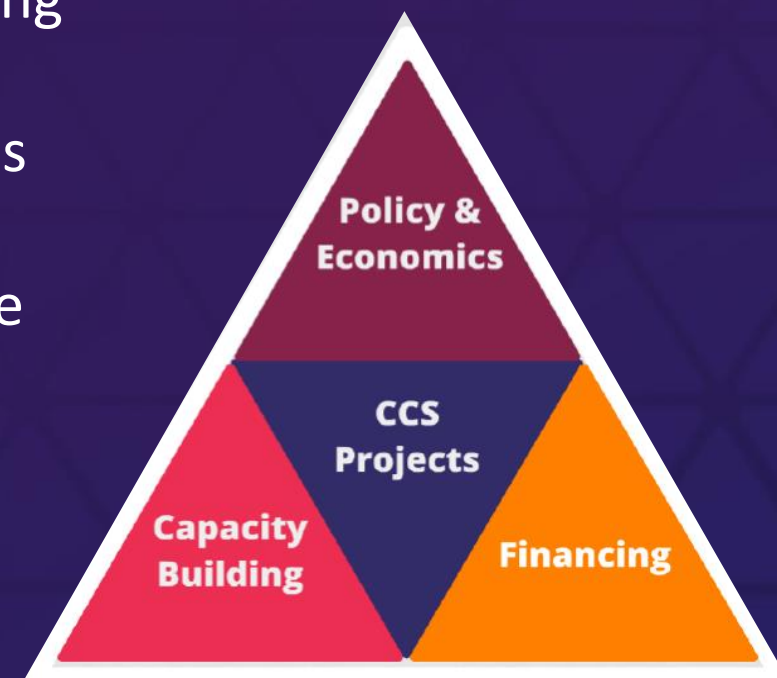 Policy &
Economics
CCS
Projects
Capacity
Building
Financing